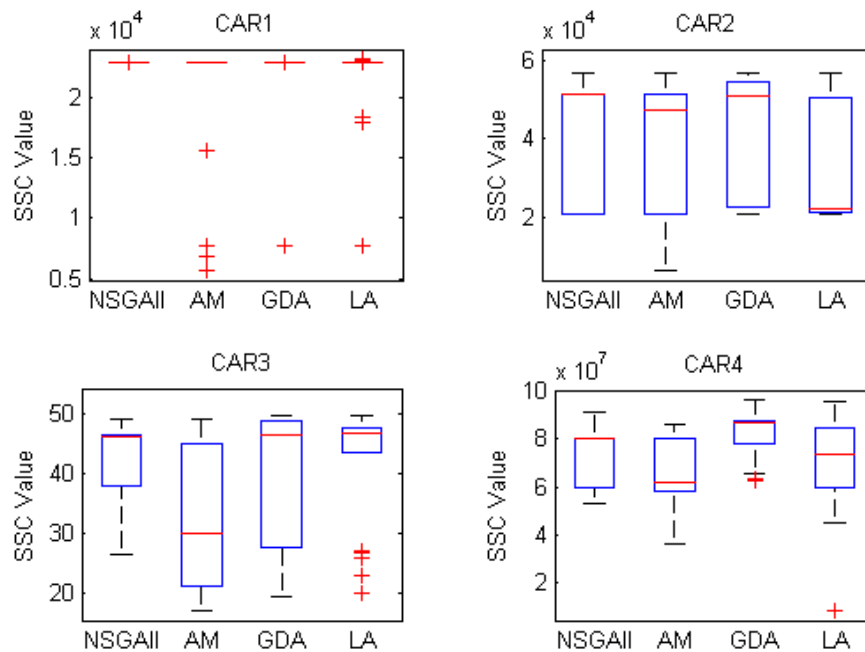 CAR1
x 10^4
SSC Value
2
1.5
1
0.5
NSGAII AM GDA LA
CAR2
x 10^4
SSC Value
6
4
2
NSGAII AM GDA LA
CAR3
SSC Value
50
40
30
20
NSGAII AM GDA LA
CAR4
x 10^7
SSC Value
10
8
6
4
2
NSGAII AM GDA LA